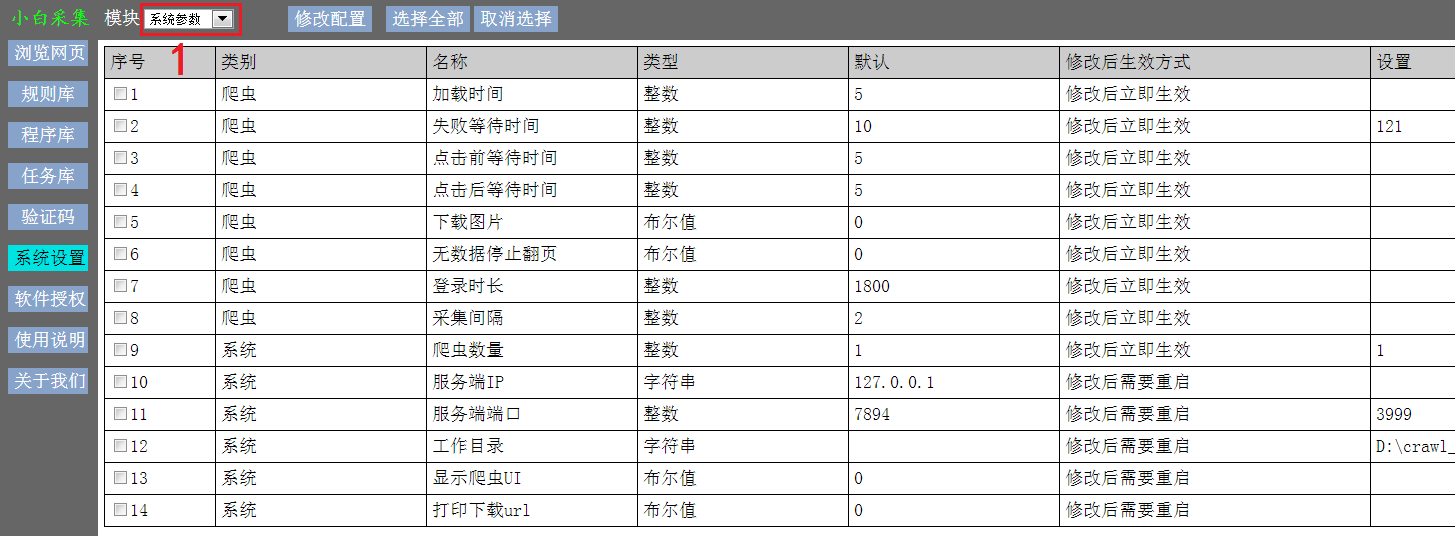 小白采集 模块 系统参数 修改配置 选择全部 取消选择
1
浏览网页
规则库
程序库
任务库
验证码
系统设置
软件授权
使用说明
关于我们
序号 类别 名称 类型 默认 修改后生效方式 设置
1 爬虫 加载时间 整数 5 修改后立即生效
2 爬虫 失败等待时间 整数 10 修改后立即生效 121
3 爬虫 点击前等待时间 整数 5 修改后立即生效
4 爬虫 点击后等待时间 整数 5 修改后立即生效
5 爬虫 下载图片 布尔值 0 修改后立即生效
6 爬虫 无数据停止翻页 布尔值 0 修改后立即生效
7 爬虫 登录时长 整数 1800 修改后立即生效
8 爬虫 采集间隔 整数 2 修改后立即生效
9 系统 爬虫数量 整数 1 修改后立即生效 1
10 系统 服务端IP 字符串 127.0.0.1 修改后需要重启
11 系统 服务端端口 整数 7894 修改后需要重启 3999
12 系统 工作目录 字符串 修改后需要重启 D:\crawl_
13 系统 显示爬虫UI 布尔值 0 修改后需要重启
14 系统 打印下载url 布尔值 0 修改后需要重启